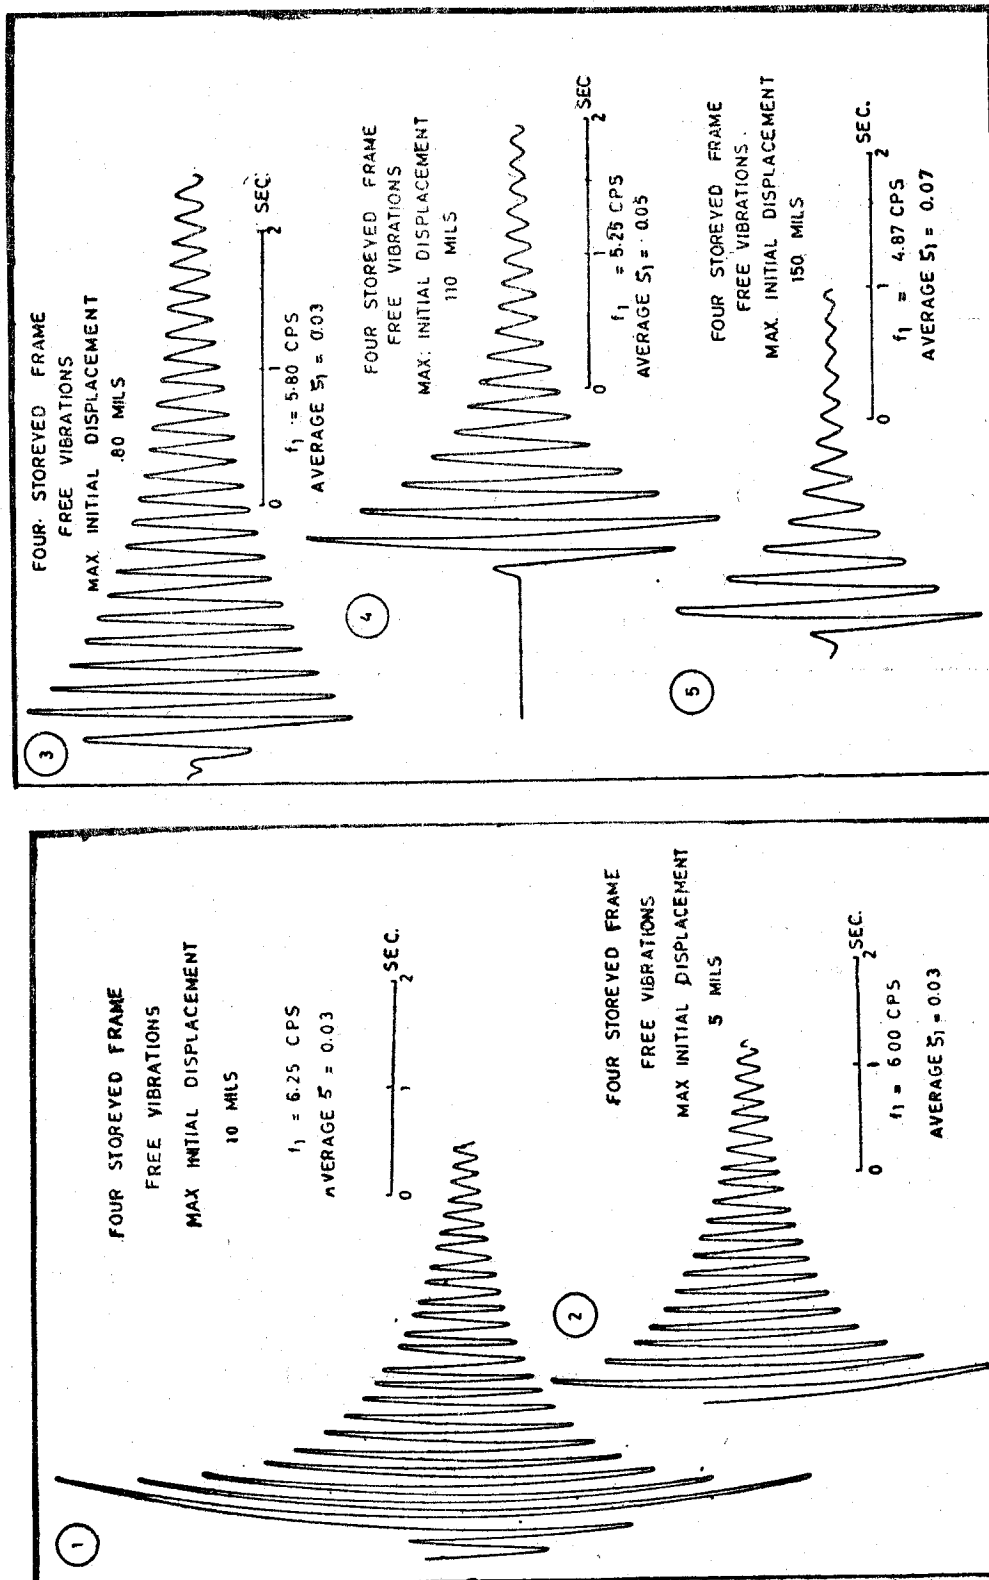 1
FOUR STOREYED FRAME
FREE VIBRATIONS
MAX INITIAL DISPLACEMENT
10 MILS
f1 = 6.25 CPS
AVERAGE ζ = 0.03
0 1 2 SEC.
2
FOUR STOREYED FRAME
FREE VIBRATIONS
MAX INITIAL DISPLACEMENT
5 MILS
0 1 2 SEC.
f1 = 6.00 CPS
AVERAGE ζ1 = 0.03
3
FOUR STOREYED FRAME
FREE VIBRATIONS
MAX INITIAL DISPLACEMENT
.80 MILS
0 1 2 SEC.
f1 = 5.80 CPS
AVERAGE ζ1 = 0.03
4
FOUR STOREYED FRAME
FREE VIBRATIONS
MAX: INITIAL DISPLACEMENT
110 MILS
0 1 2 SEC
f1 = 5.25 CPS
AVERAGE ζ1 = 0.05
5
FOUR STOREYED FRAME
FREE VIBRATIONS.
MAX. INITIAL DISPLACEMENT
150 MILS
0 1 2 SEC.
f1 = 4.87 CPS
AVERAGE ζ1 = 0.07